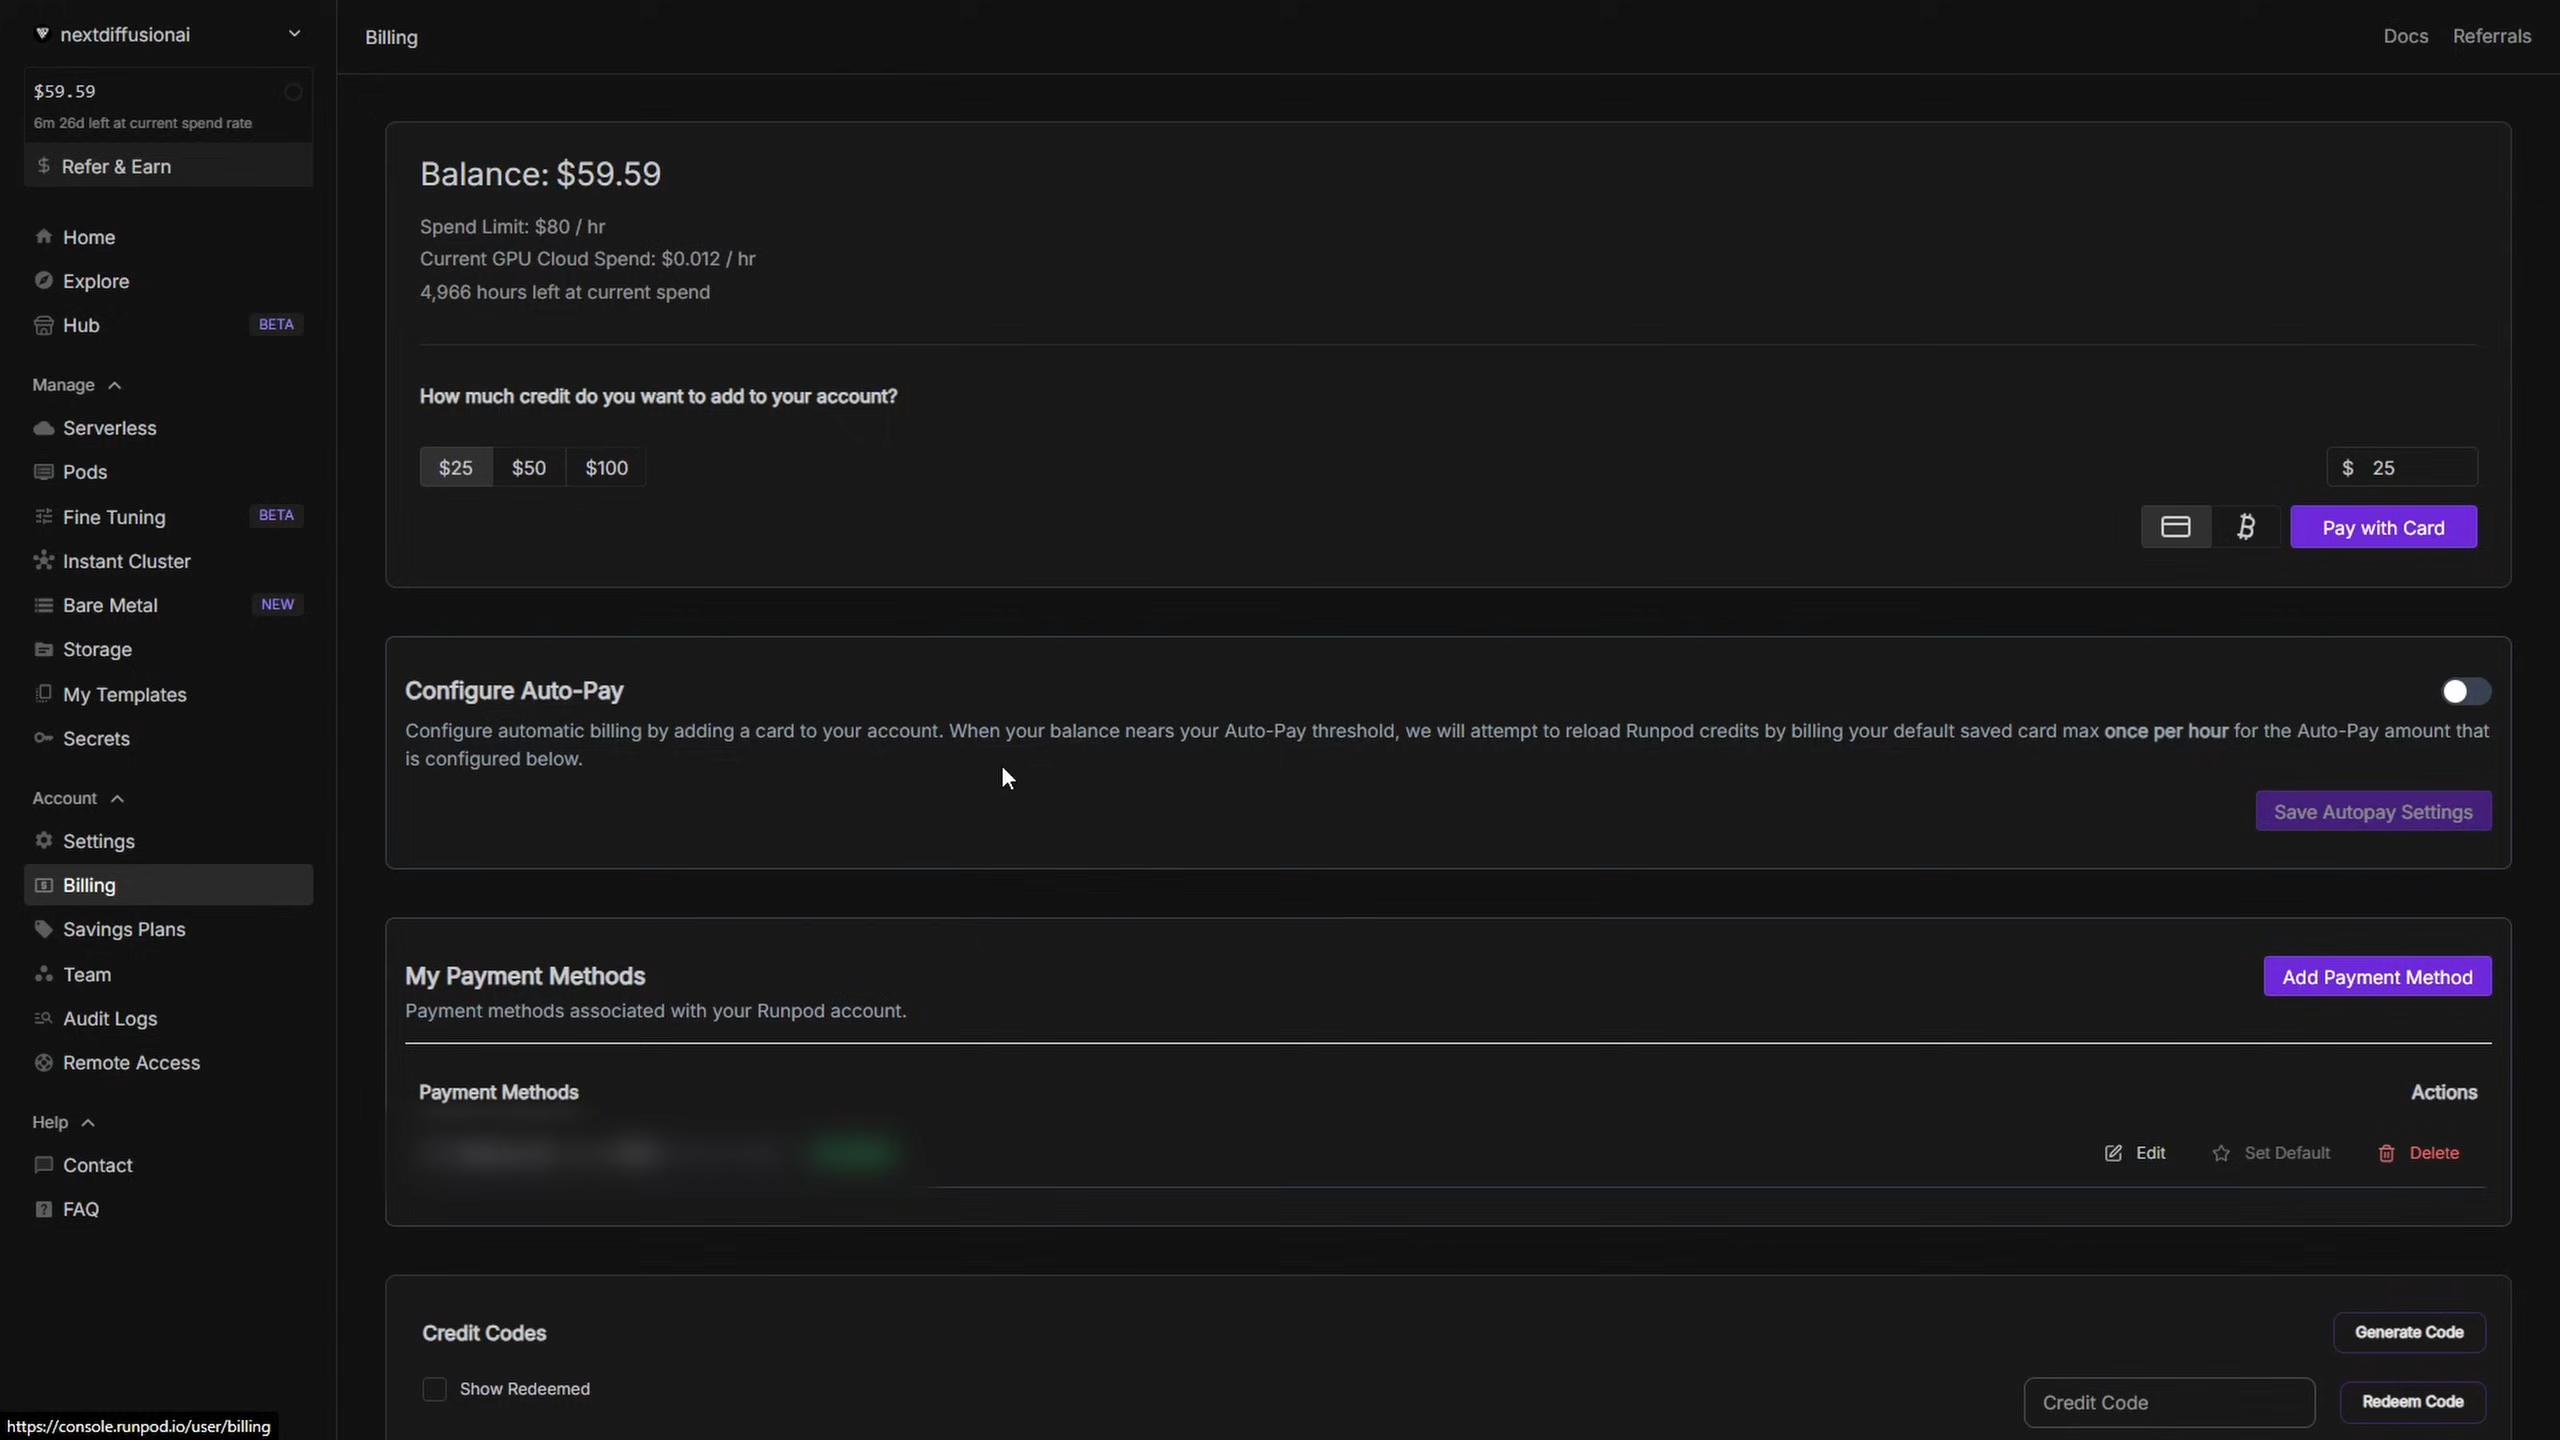 nextdiffusionai
$59.59
6m 26d left at current spend rate
$ Refer & Earn
Home
Explore
Hub BETA
Manage
Serverless
Pods
Fine Tuning BETA
Instant Cluster
Bare Metal NEW
Storage
My Templates
Secrets
Account
Settings
Billing
Savings Plans
Team
Audit Logs
Remote Access
Help
Contact
FAQ
https://console.runpod.io/user/billing
Billing
Docs Referrals
Balance: $59.59
Spend Limit: $80 / hr
Current GPU Cloud Spend: $0.012 / hr
4,966 hours left at current spend
How much credit do you want to add to your account?
$25 $50 $100
$ 25
Pay with Card
Configure Auto-Pay
Configure automatic billing by adding a card to your account. When your balance nears your Auto-Pay threshold, we will attempt to reload Runpod credits by billing your default saved card max once per hour for the Auto-Pay amount that
is configured below.
Save Autopay Settings
My Payment Methods
Add Payment Method
Payment methods associated with your Runpod account.
Payment Methods Actions
Edit Set Default Delete
Credit Codes
Generate Code
Show Redeemed
Credit Code
Redeem Code